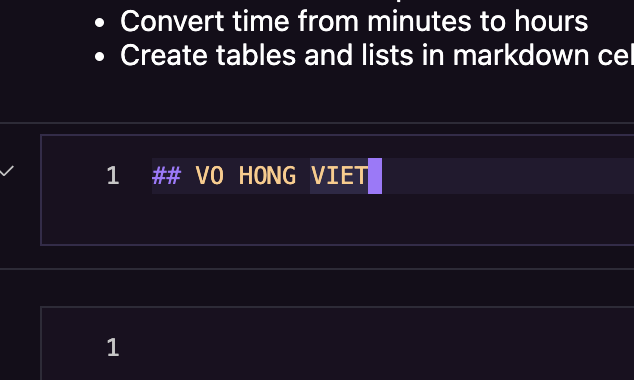 • Convert time from minutes to hours
• Create tables and lists in markdown cel
1 ## VO HONG VIET
1